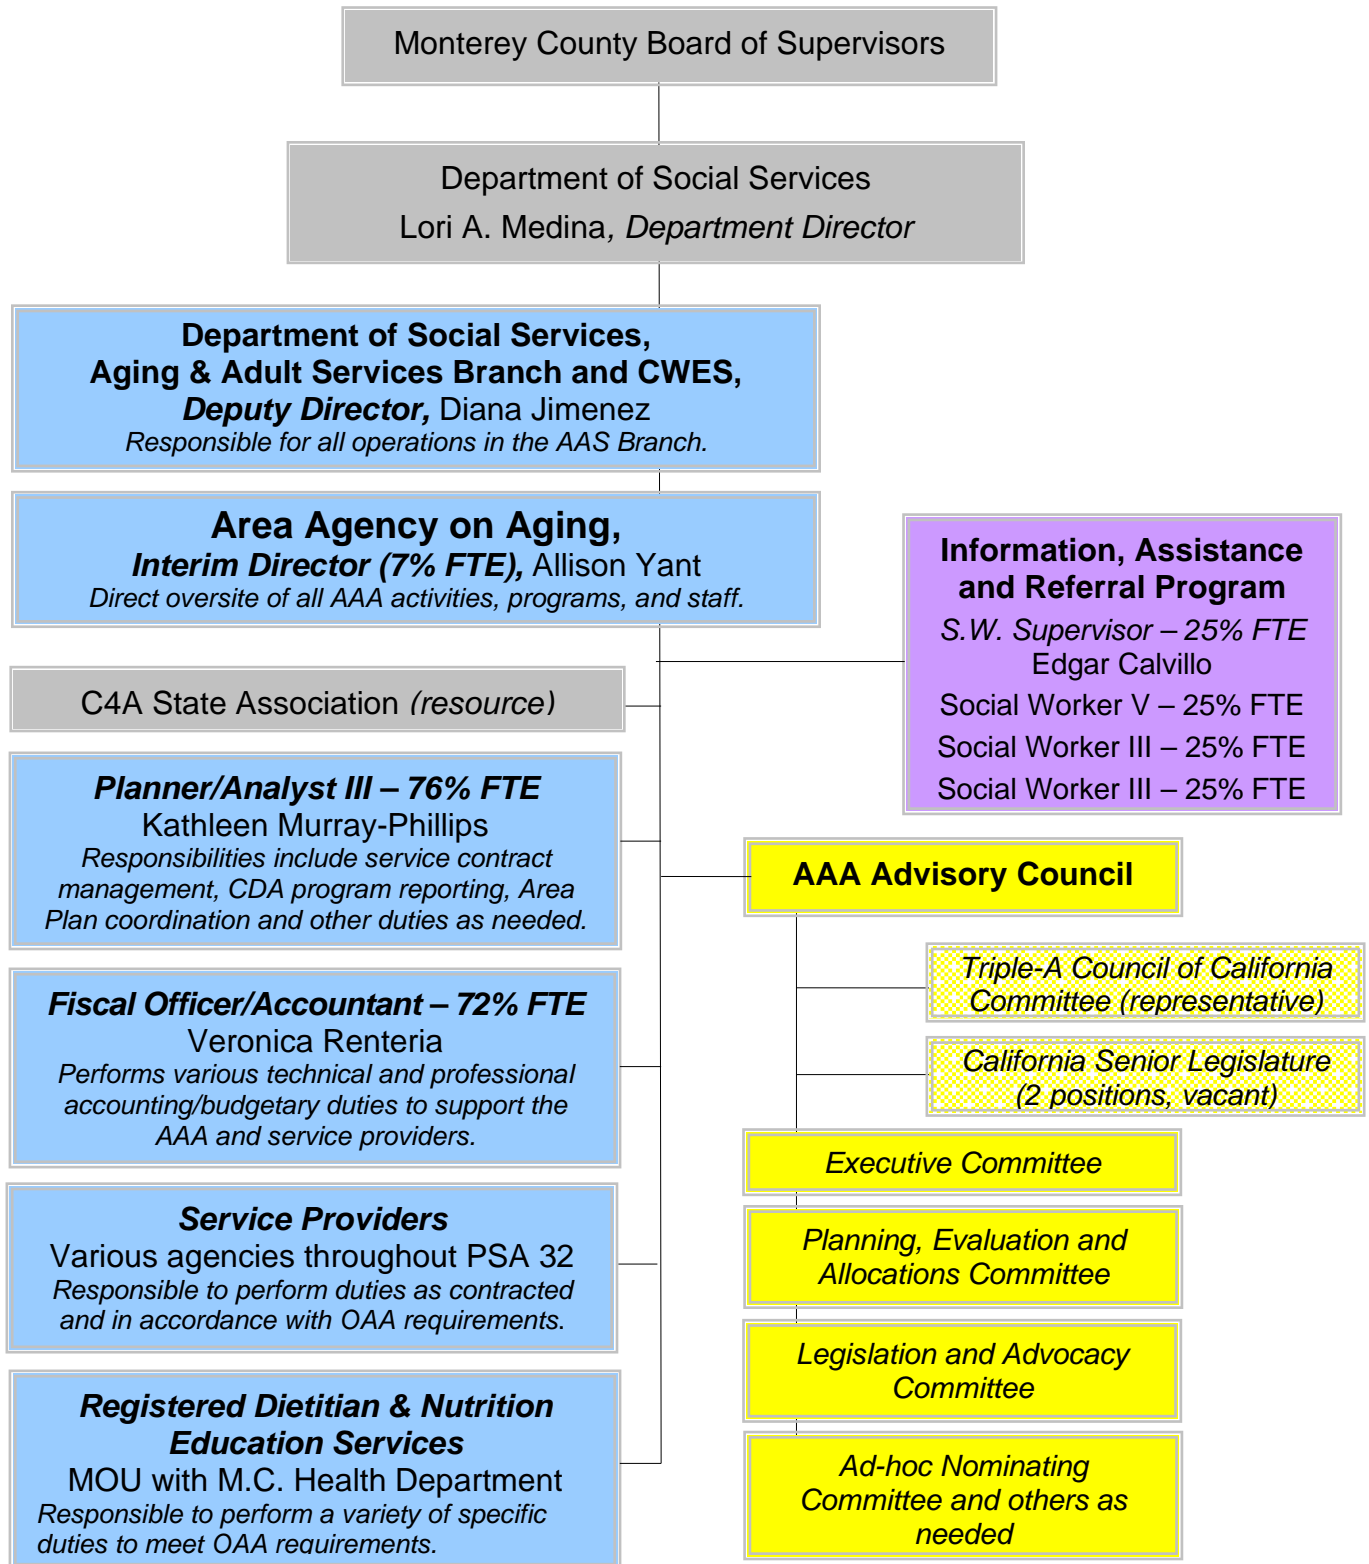 Monterey County Board of Supervisors
Department of Social Services
Lori A. Medina, Department Director
Department of Social Services,
Aging & Adult Services Branch and CWES,
Deputy Director, Diana Jimenez
Responsible for all operations in the AAS Branch.
Area Agency on Aging,
Interim Director (7% FTE), Allison Yant
Direct oversite of all AAA activities, programs, and staff.
Information, Assistance
and Referral Program
S.W. Supervisor – 25% FTE
Edgar Calvillo
Social Worker V – 25% FTE
Social Worker III – 25% FTE
Social Worker III – 25% FTE
C4A State Association (resource)
Planner/Analyst III – 76% FTE
Kathleen Murray-Phillips
Responsibilities include service contract
management, CDA program reporting, Area
Plan coordination and other duties as needed.
Fiscal Officer/Accountant – 72% FTE
Veronica Renteria
Performs various technical and professional
accounting/budgetary duties to support the
AAA and service providers.
Service Providers
Various agencies throughout PSA 32
Responsible to perform duties as contracted
and in accordance with OAA requirements.
Registered Dietitian & Nutrition
Education Services
MOU with M.C. Health Department
Responsible to perform a variety of specific
duties to meet OAA requirements.
AAA Advisory Council
Triple-A Council of California
Committee (representative)
California Senior Legislature
(2 positions, vacant)
Executive Committee
Planning, Evaluation and
Allocations Committee
Legislation and Advocacy
Committee
Ad-hoc Nominating
Committee and others as
needed